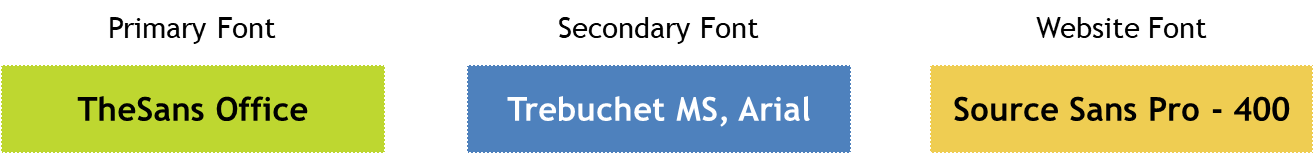 Primary Font
Secondary Font
Website Font
TheSans Office
Trebuchet MS, Arial
Source Sans Pro - 400